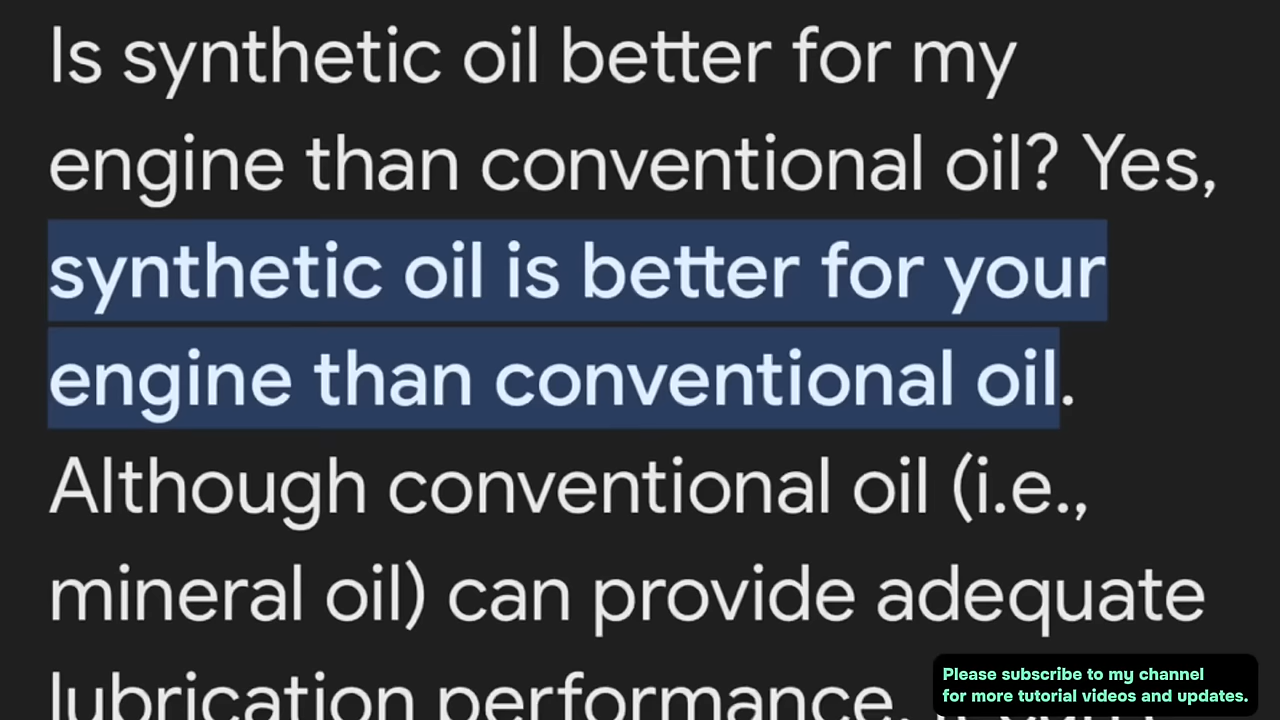 Is synthetic oil better for my
engine than conventional oil? Yes,
synthetic oil is better for your
engine than conventional oil.
Although conventional oil (i.e.,
mineral oil) can provide adequate
lubrication performance,
Please subscribe to my channel
for more tutorial videos and updates.